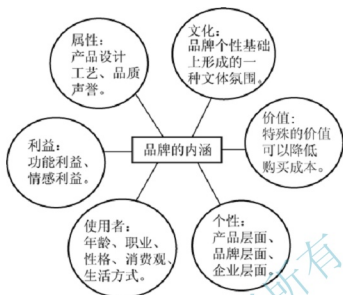 属性：
产品设计
工艺、品质
声誉。
文化：
品牌个性基础
上形成的一
种文体氛围。
利益：
功能利益、
情感利益。
品牌的内涵
价值：
特殊的价值
可以降低
购买成本。
使用者：
年龄、职业、
性格、消费观、
生活方式。
个性：
产品层面、
品牌层面、
企业层面。
所有